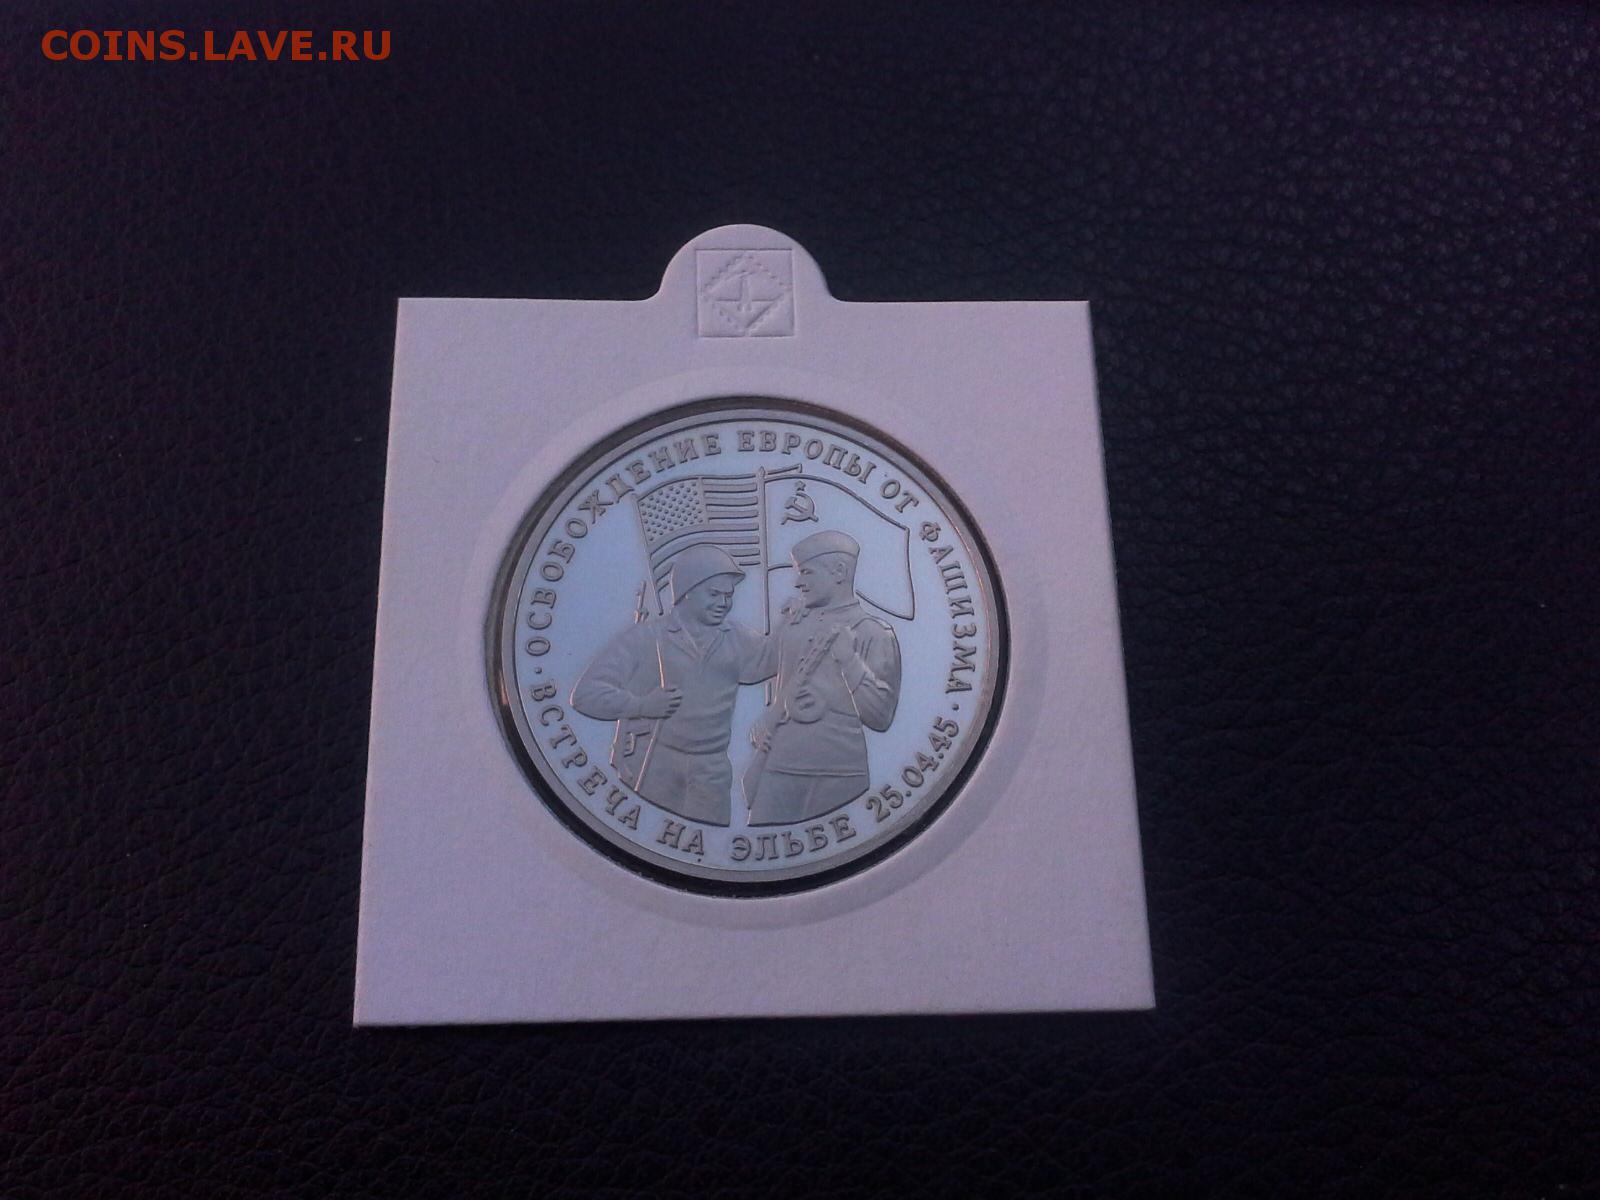 COINS.LAVE.RU
· ОСВОБОЖДЕНИЕ ЕВРОПЫ ОТ ФАШИЗМА ·
ВСТРЕЧА НА ЭЛЬБЕ 25.04.45